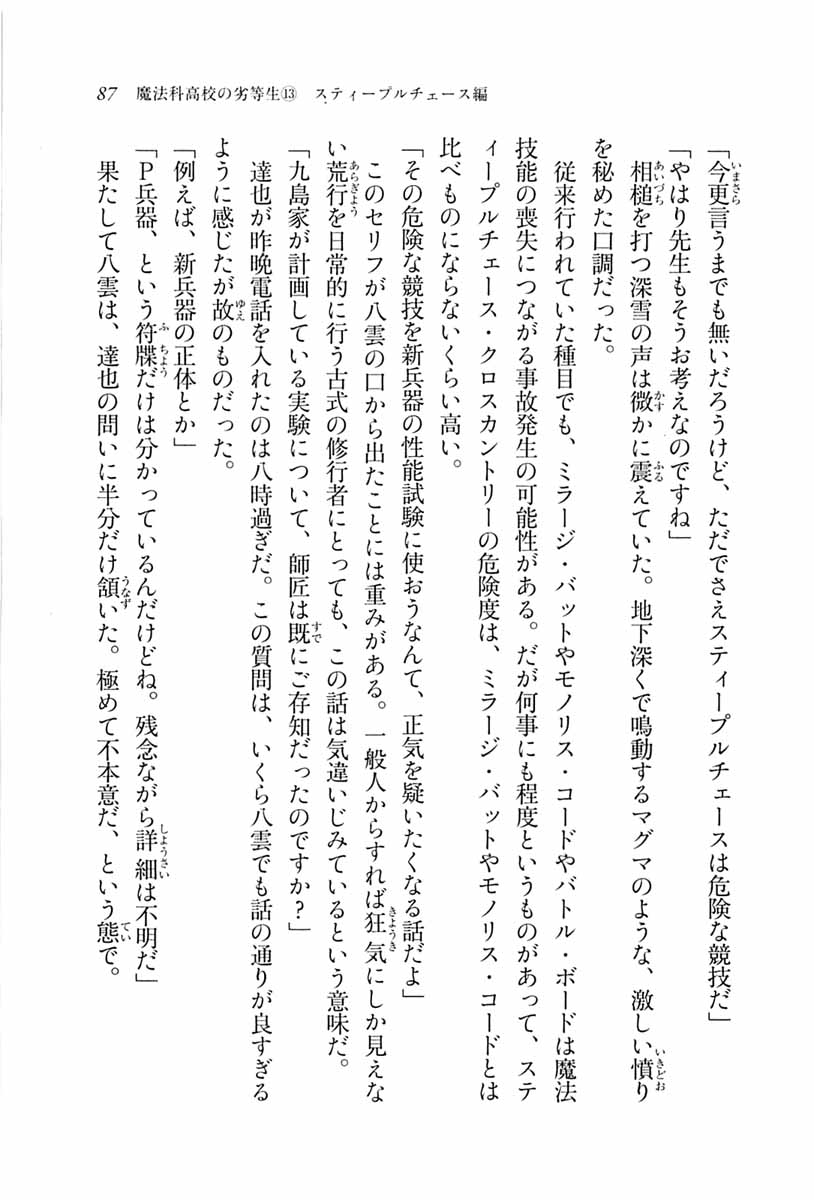 87 魔法科高校の劣等生⑬ スティープルチェース編
「今更言うまでも無いだろうけど、ただでさえスティープルチェースは危険な競技だ」
「やはり先生もそうお考えなのですね」
相槌を打つ深雪の声は微かに震えていた。地下深くで鳴動するマグマのような、激しい憤り
を秘めた口調だった。
従来行われていた種目でも、ミラージ・バットやモノリス・コードやバトル・ボードは魔法
技能の喪失につながる事故発生の可能性がある。だが何事にも程度というものがあって、ステ
ィープルチェース・クロスカントリーの危険度は、ミラージ・バットやモノリス・コードとは
比べものにならないくらい高い。
「その危険な競技を新兵器の性能試験に使おうなんて、正気を疑いたくなる話だよ」
このセリフが八雲の口から出たことには重みがある。一般人からすれば狂気にしか見えな
い荒行を日常的に行う古式の修行者にとっても、この話は気違いじみているという意味だ。
「九島家が計画している実験について、師匠は既にご存知だったのですか？」
達也が昨晩電話を入れたのは八時過ぎだ。この質問は、いくら八雲でも話の通りが良すぎる
ように感じたが故のものだった。
「例えば、新兵器の正体とか」
「Ｐ兵器、という符牒だけは分かっているんだけどね。残念ながら詳細は不明だ」
果たして八雲は、達也の問いに半分だけ頷いた。極めて不本意だ、という態で。